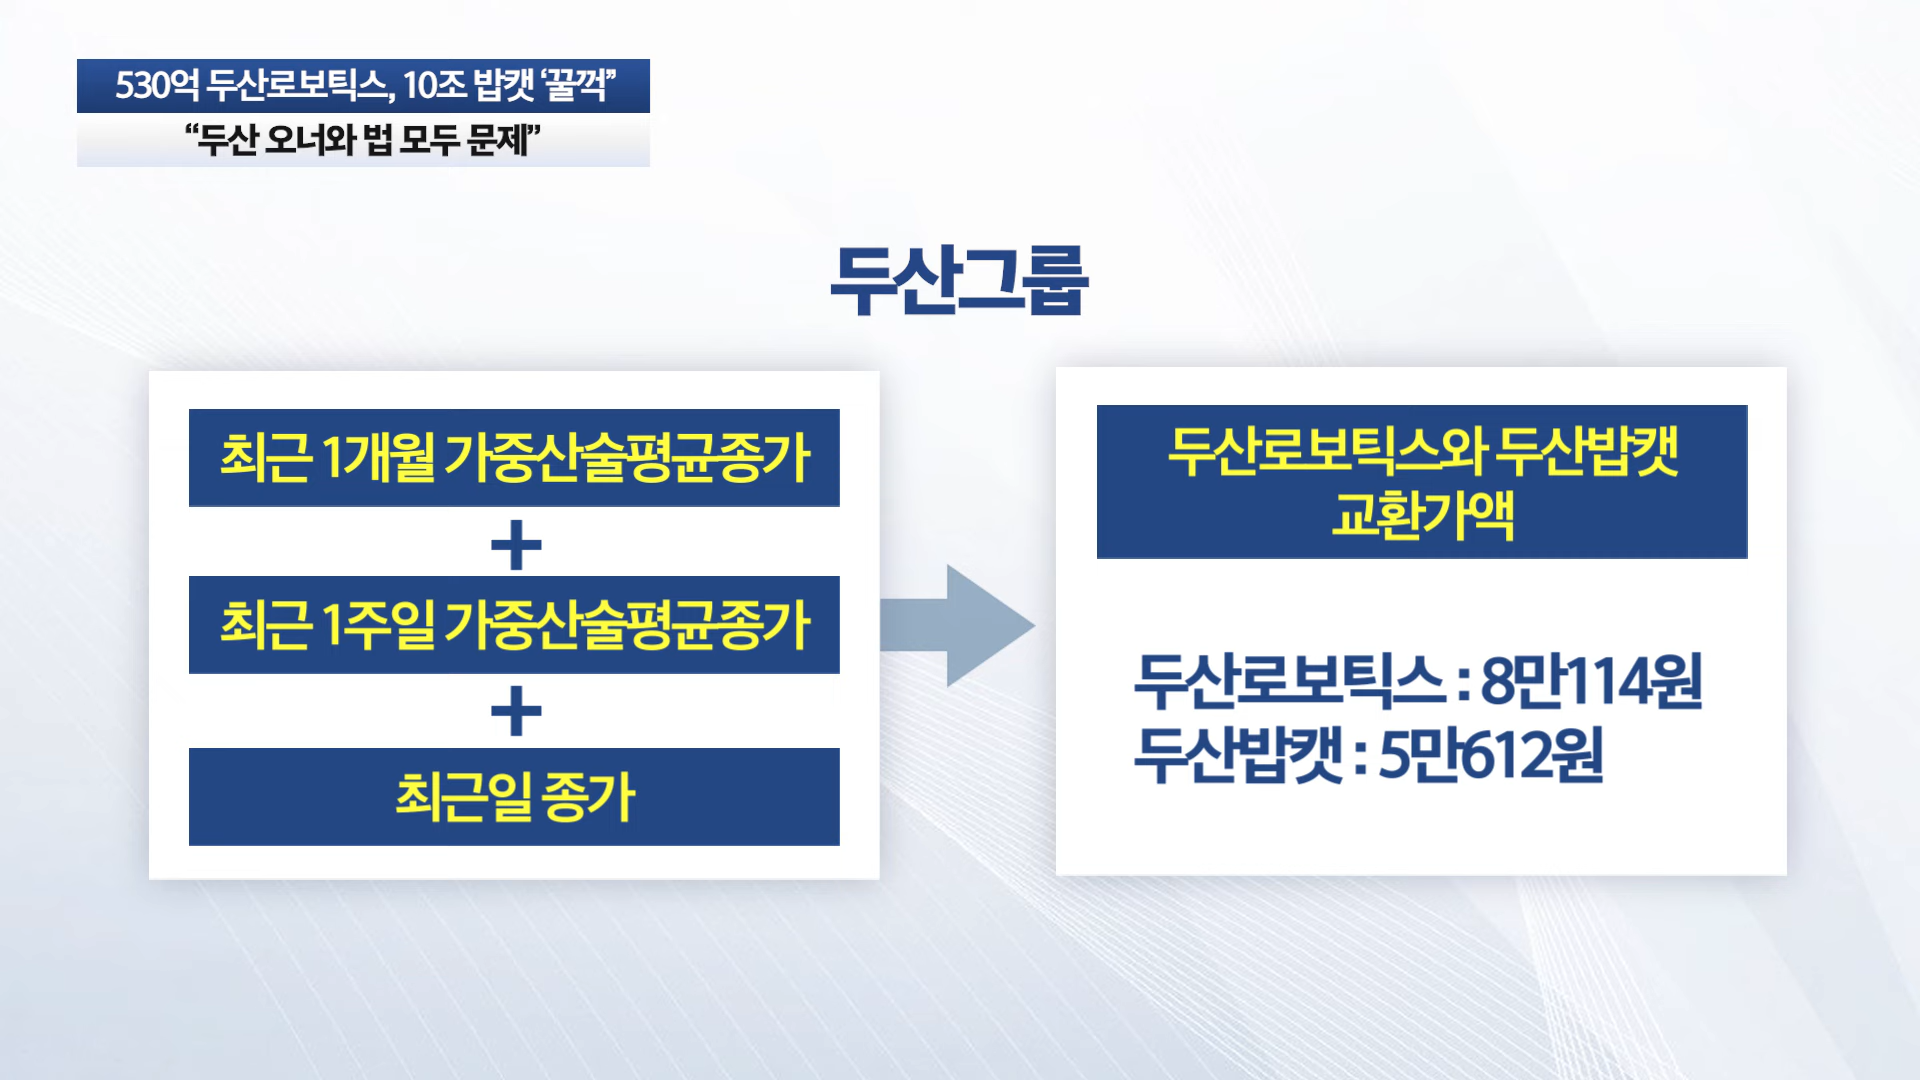 530억 두산로보틱스, 10조 밥캣 ‘꿀꺽”
“두산 오너와 법 모두 문제”
두산그룹
최근 1개월 가중산술평균종가
+
최근 1주일 가중산술평균종가
+
최근일 종가
두산로보틱스와 두산밥캣
교환가액
두산로보틱스 : 8만114원
두산밥캣 : 5만612원